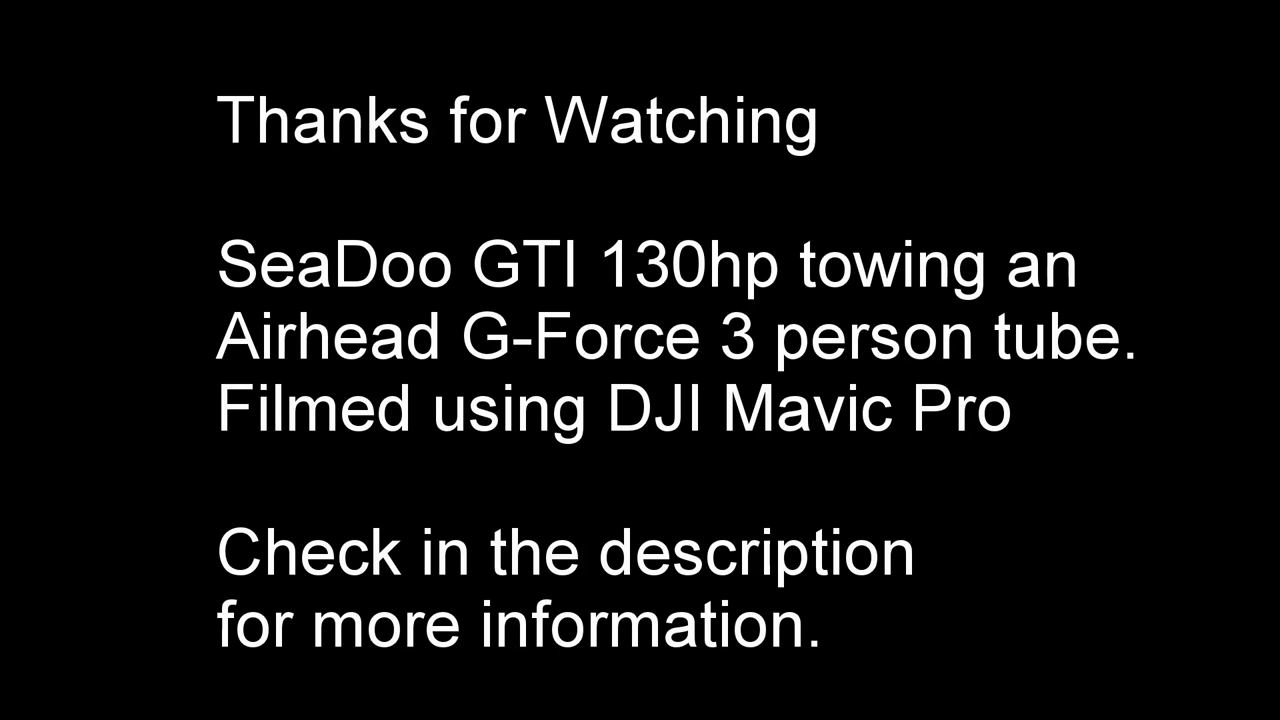 Thanks for Watching
SeaDoo GTI 130hp towing an
Airhead G-Force 3 person tube.
Filmed using DJI Mavic Pro
Check in the description
for more information.